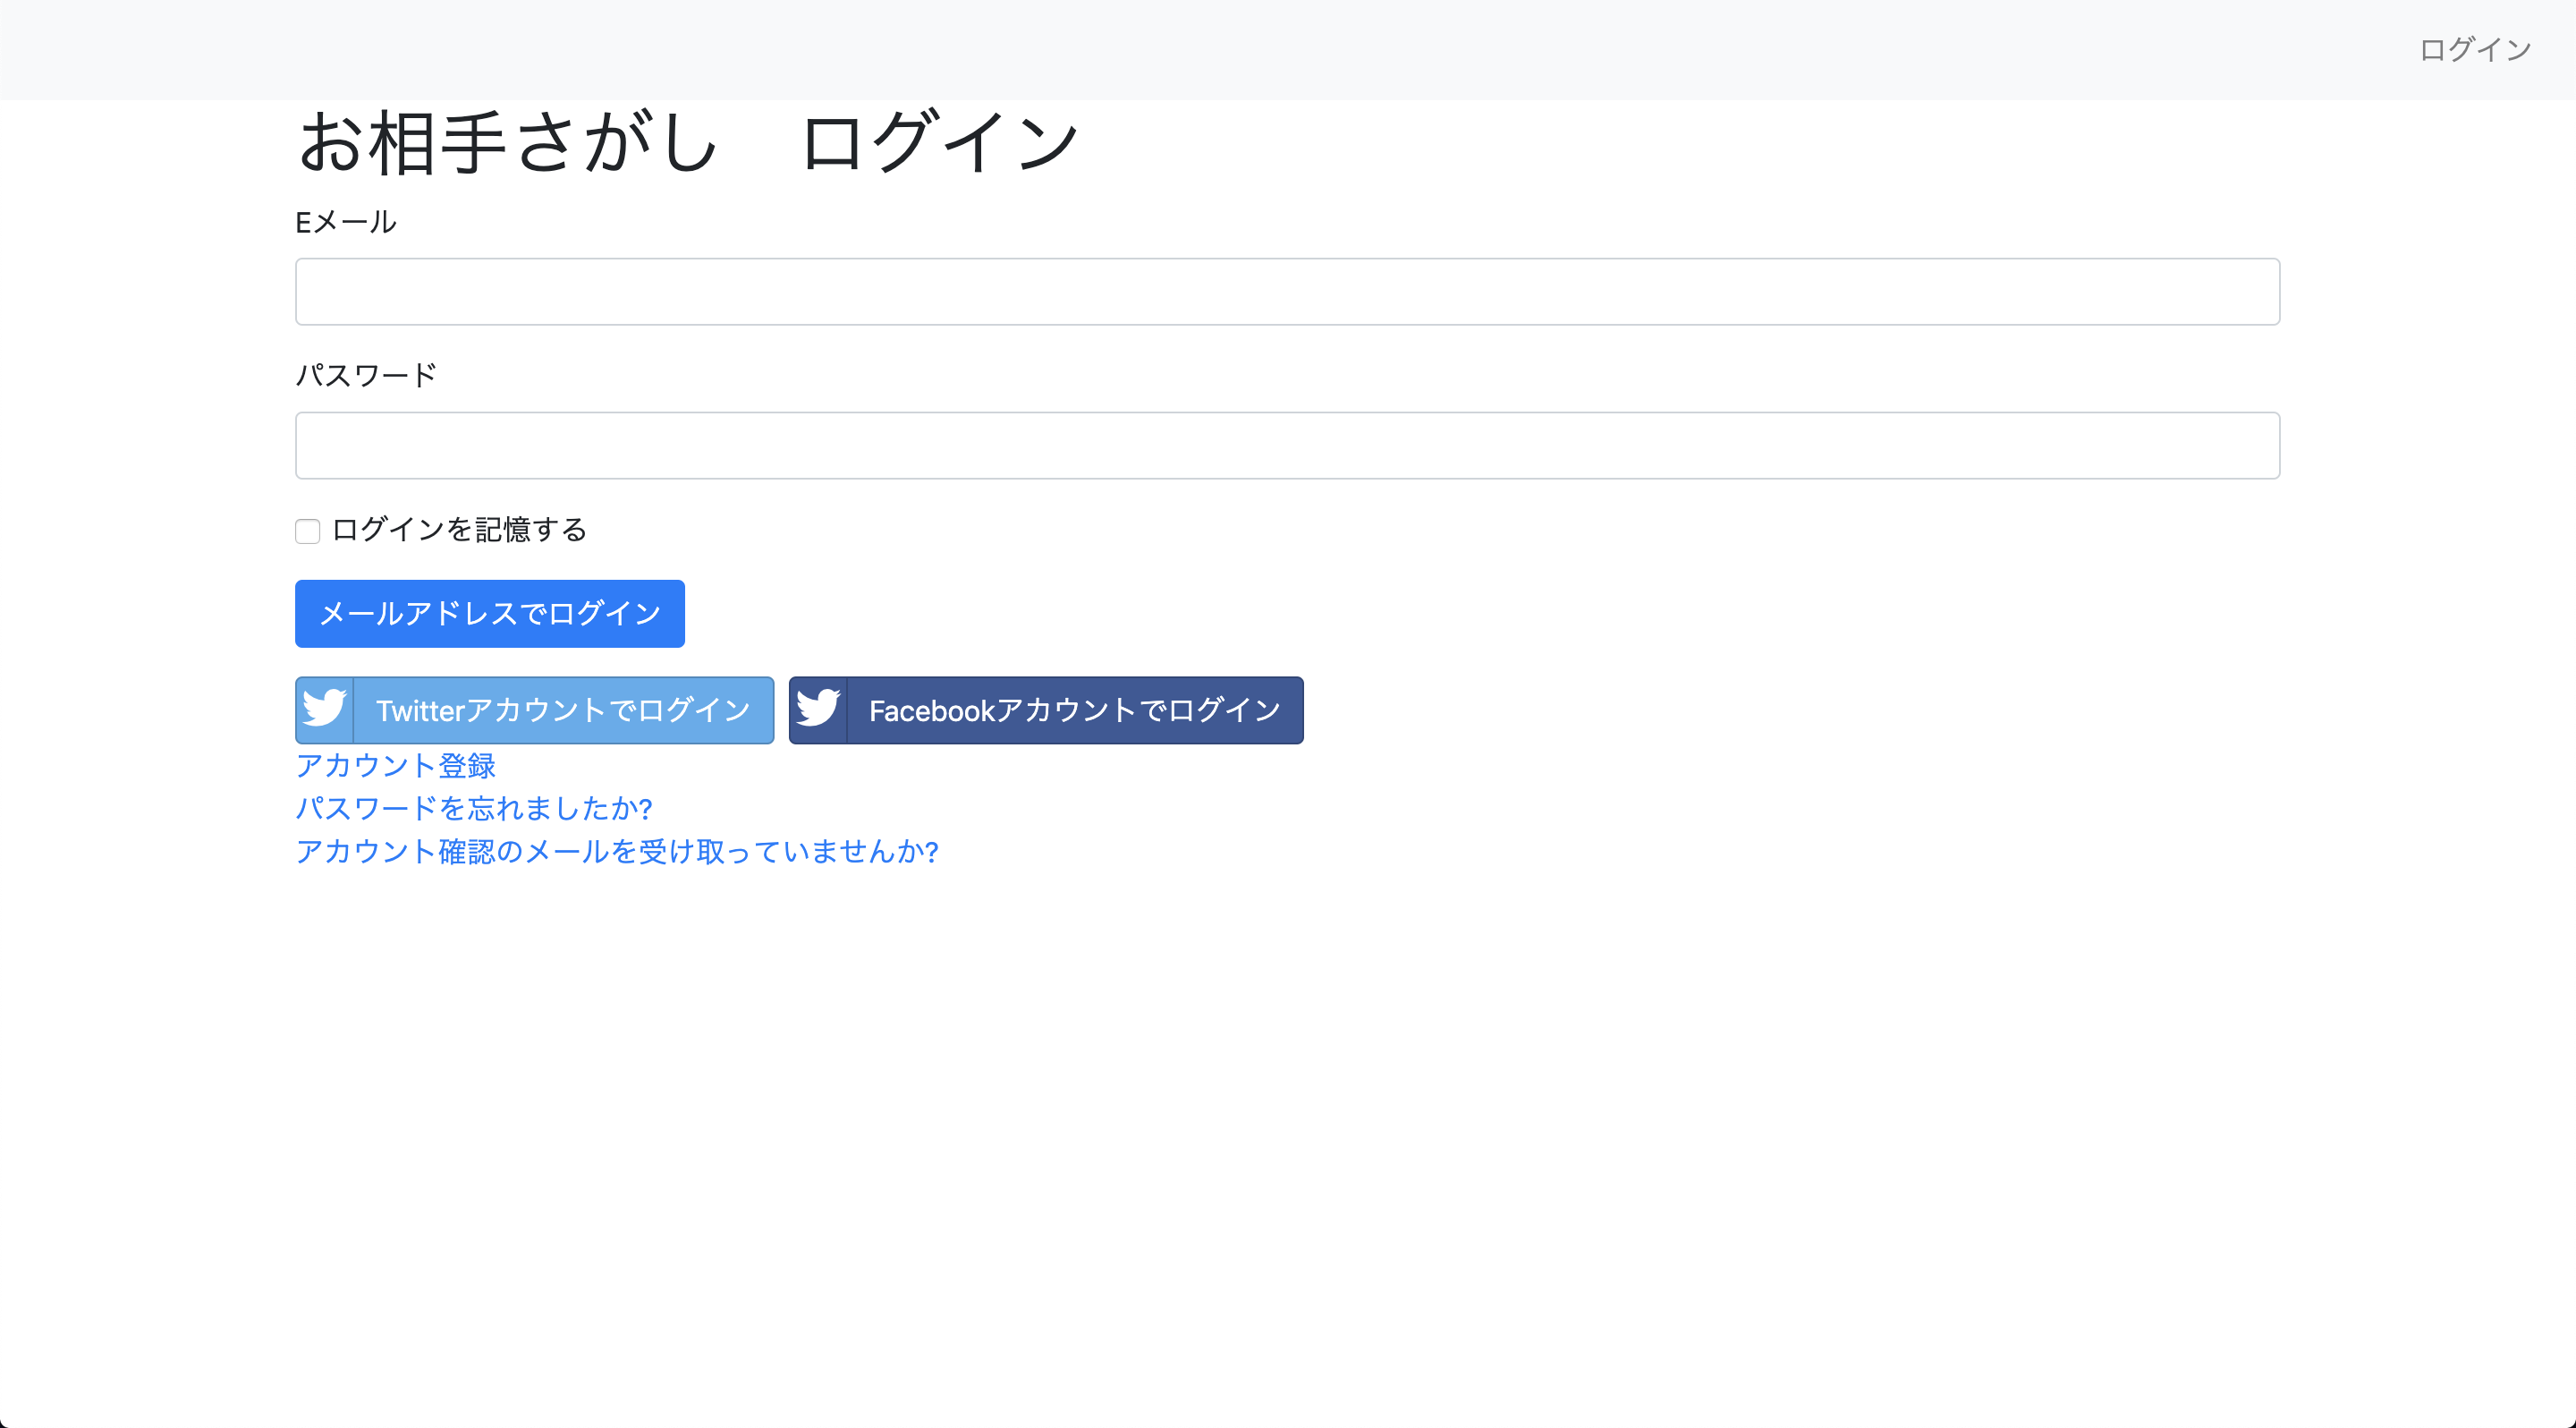 ログイン
お相手さがし　ログイン
Eメール
パスワード
ログインを記憶する
メールアドレスでログイン
Twitterアカウントでログイン
Facebookアカウントでログイン
アカウント登録
パスワードを忘れましたか?
アカウント確認のメールを受け取っていませんか?